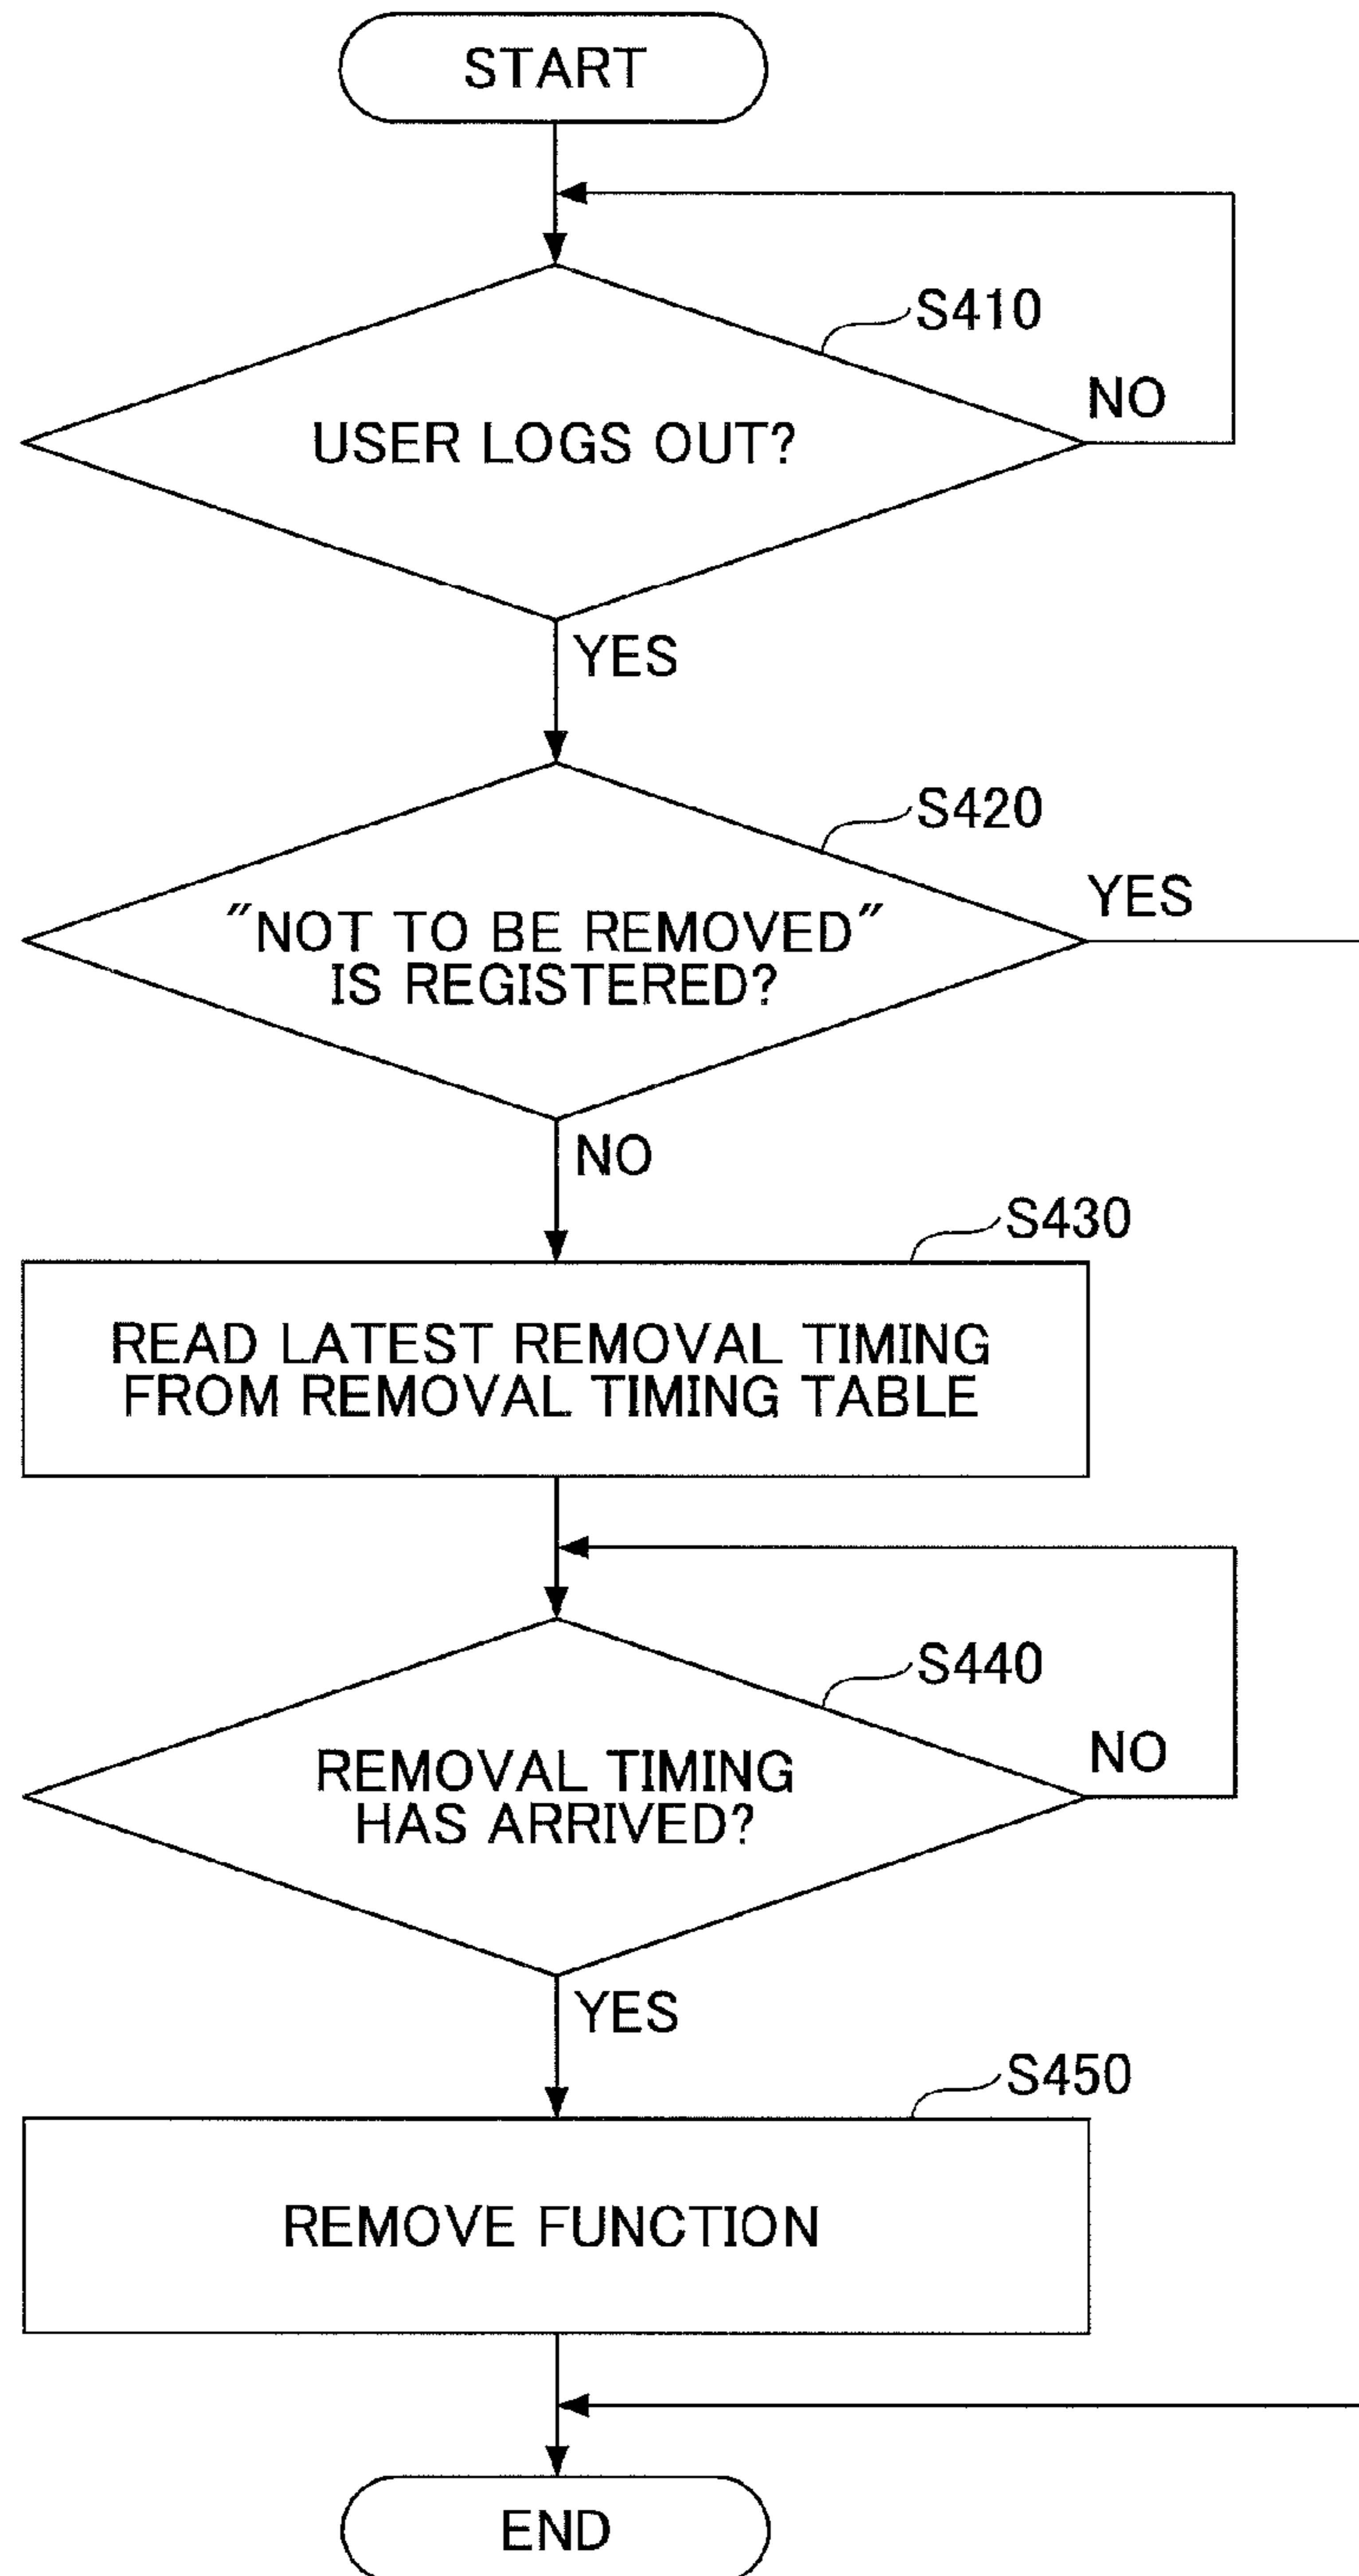 START
S410
NO
USER LOGS OUT?
YES
S420
YES
"NOT TO BE REMOVED"
IS REGISTERED?
NO
S430
READ LATEST REMOVAL TIMING
FROM REMOVAL TIMING TABLE
S440
NO
REMOVAL TIMING
HAS ARRIVED?
YES
S450
REMOVE FUNCTION
END